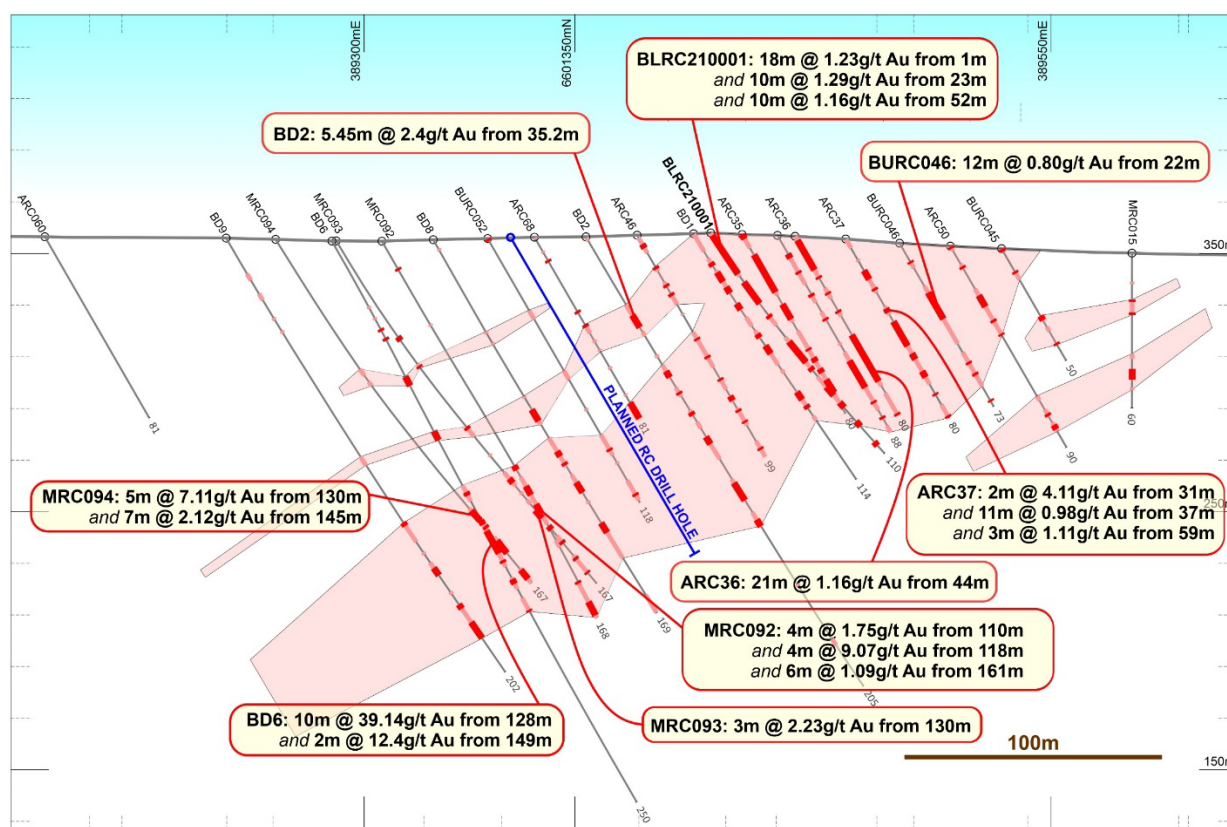 389300mE
6601350mN
389550mE
BLRC210001: 18m @ 1.23g/t Au from 1m
and 10m @ 1.29g/t Au from 23m
and 10m @ 1.16g/t Au from 52m
BD2: 5.45m @ 2.4g/t Au from 35.2m
BURC046: 12m @ 0.80g/t Au from 22m
ARC060
BD9
MRC094
BD6
MRC093
MRC092
BD8
BURC052
ARC68
BD2
ARC46
BD1
BLRC210001
ARC35
ARC36
ARC37
BURC046
ARC50
BURC045
MRC015
350m
PLANNED RC DRILL HOLE
50
81
81
80
80
80
73
60
88
99
110
90
114
118
MRC094: 5m @ 7.11g/t Au from 130m
and 7m @ 2.12g/t Au from 145m
ARC37: 2m @ 4.11g/t Au from 31m
and 11m @ 0.98g/t Au from 37m
and 3m @ 1.11g/t Au from 59m
250m
ARC36: 21m @ 1.16g/t Au from 44m
167
167
168
169
MRC092: 4m @ 1.75g/t Au from 110m
and 4m @ 9.07g/t Au from 118m
and 6m @ 1.09g/t Au from 161m
202
205
BD6: 10m @ 39.14g/t Au from 128m
and 2m @ 12.4g/t Au from 149m
MRC093: 3m @ 2.23g/t Au from 130m
100m
150m
250